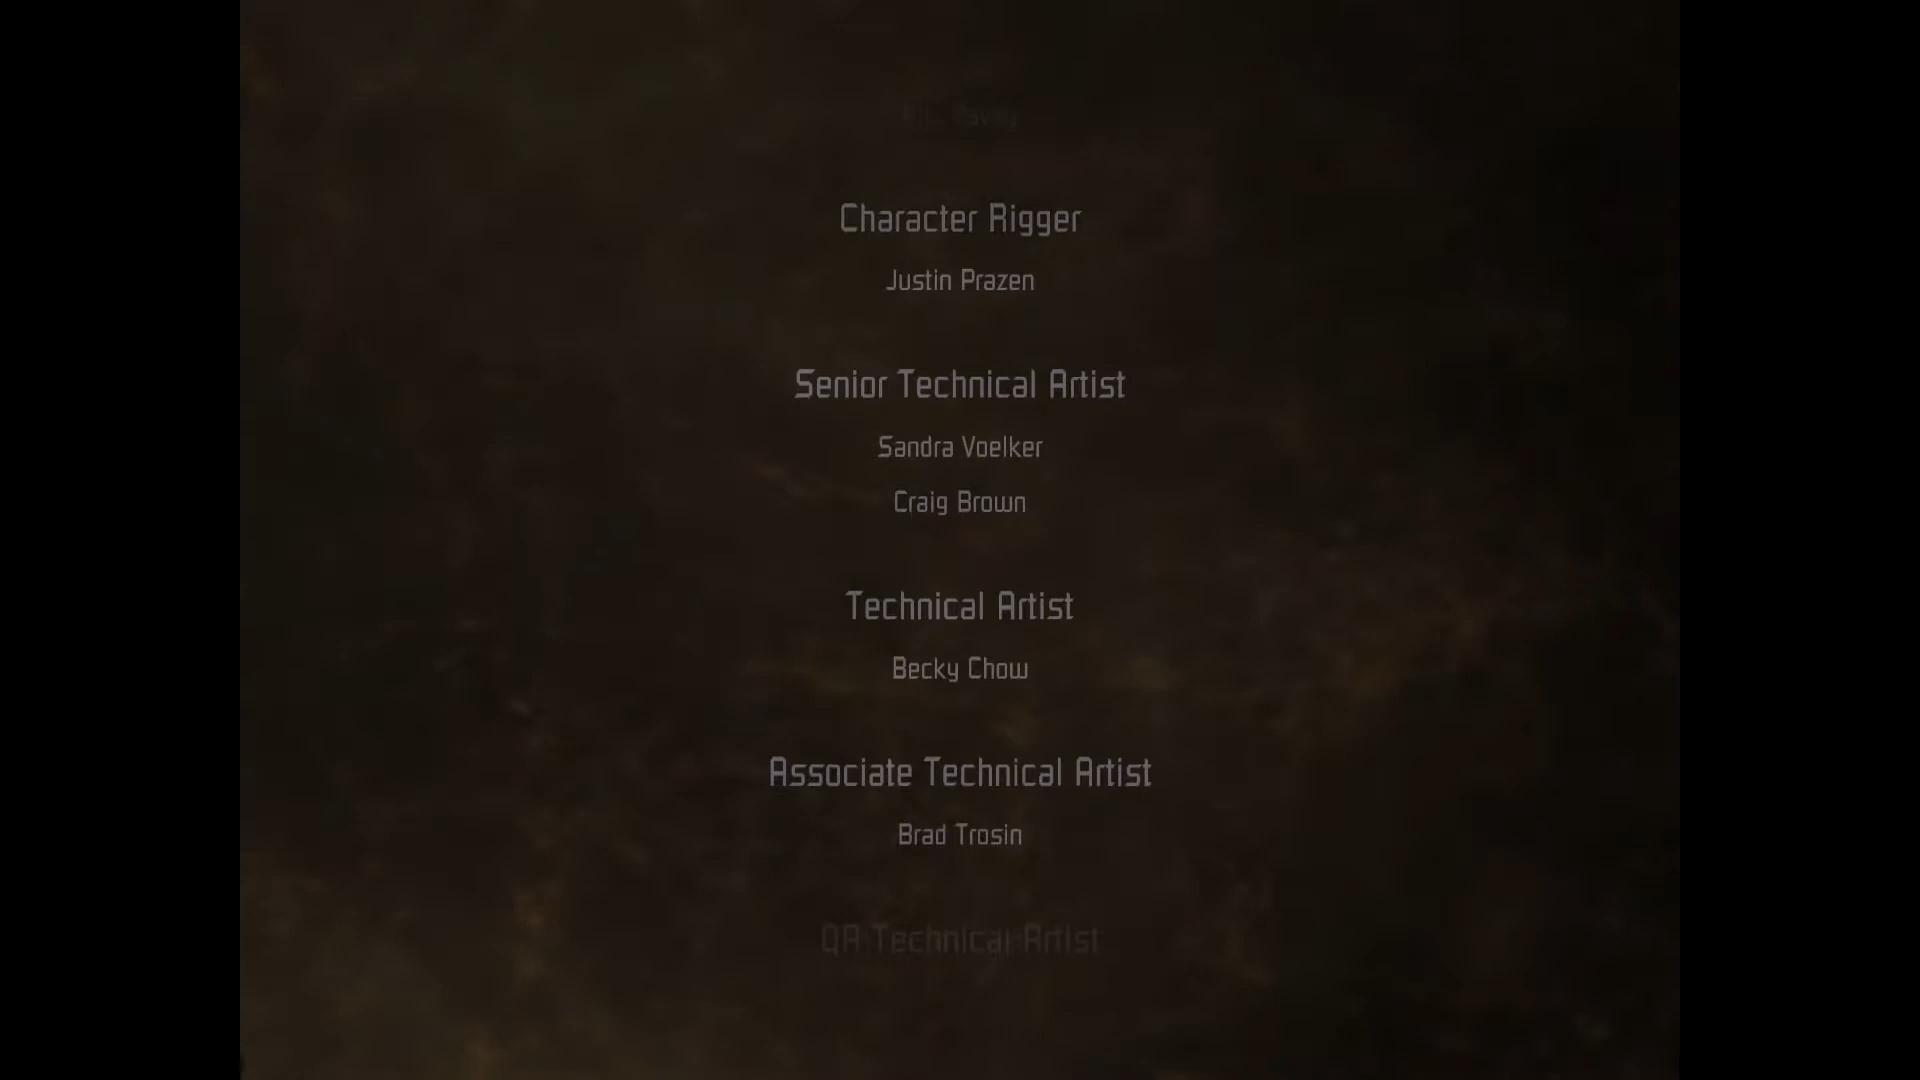 Character Rigger
Justin Prazen
Senior Technical Artist
Sandra Voelker
Craig Brown
Technical Artist
Becky Chow
Associate Technical Artist
Brad Trosin
QA Technical Artist